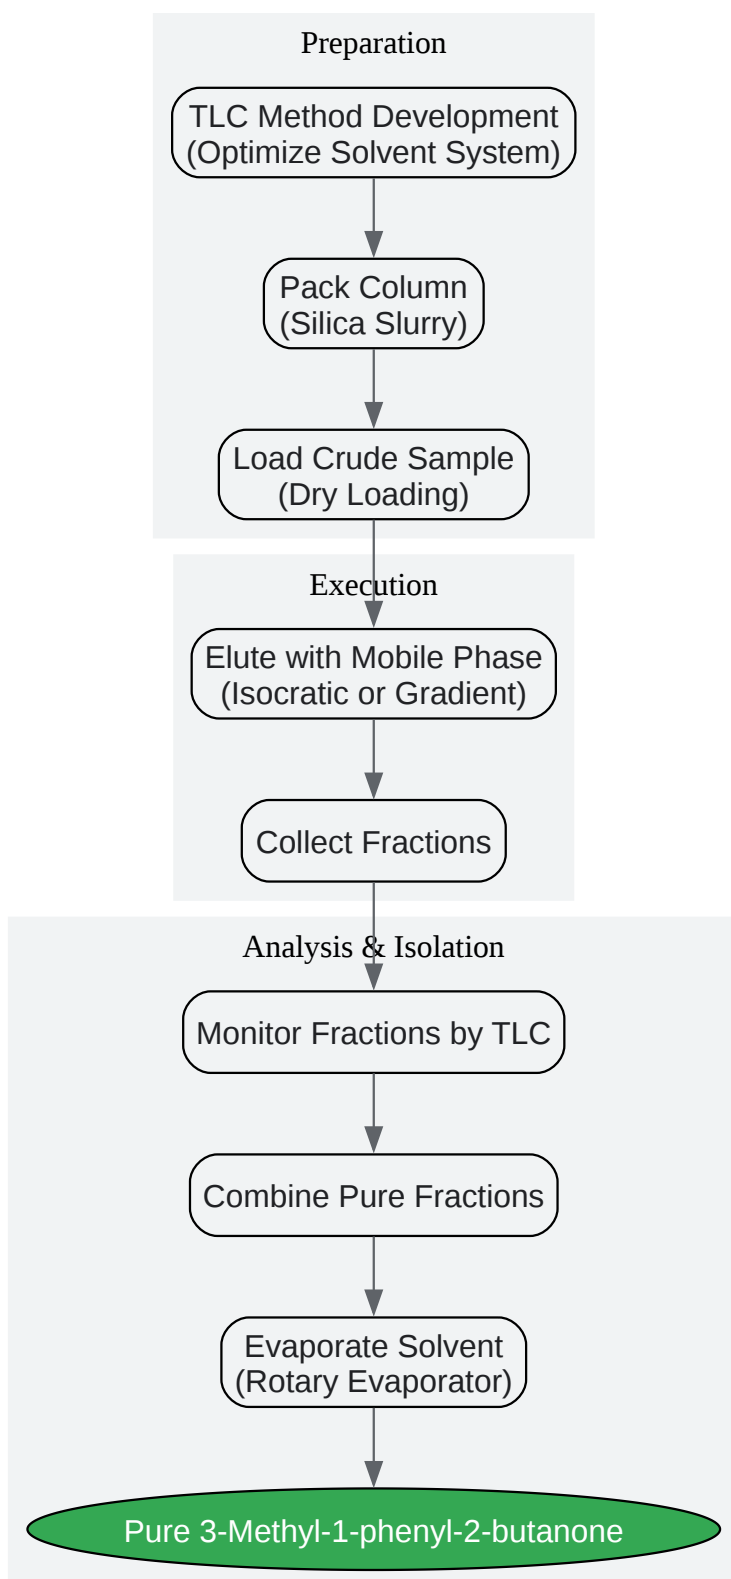 Preparation
TLC Method Development
(Optimize Solvent System)
Pack Column
(Silica Slurry)
Load Crude Sample
(Dry Loading)
Execution
Elute with Mobile Phase
(Isocratic or Gradient)
Collect Fractions
Analysis & Isolation
Monitor Fractions by TLC
Combine Pure Fractions
Evaporate Solvent
(Rotary Evaporator)
Pure 3-Methyl-1-phenyl-2-butanone